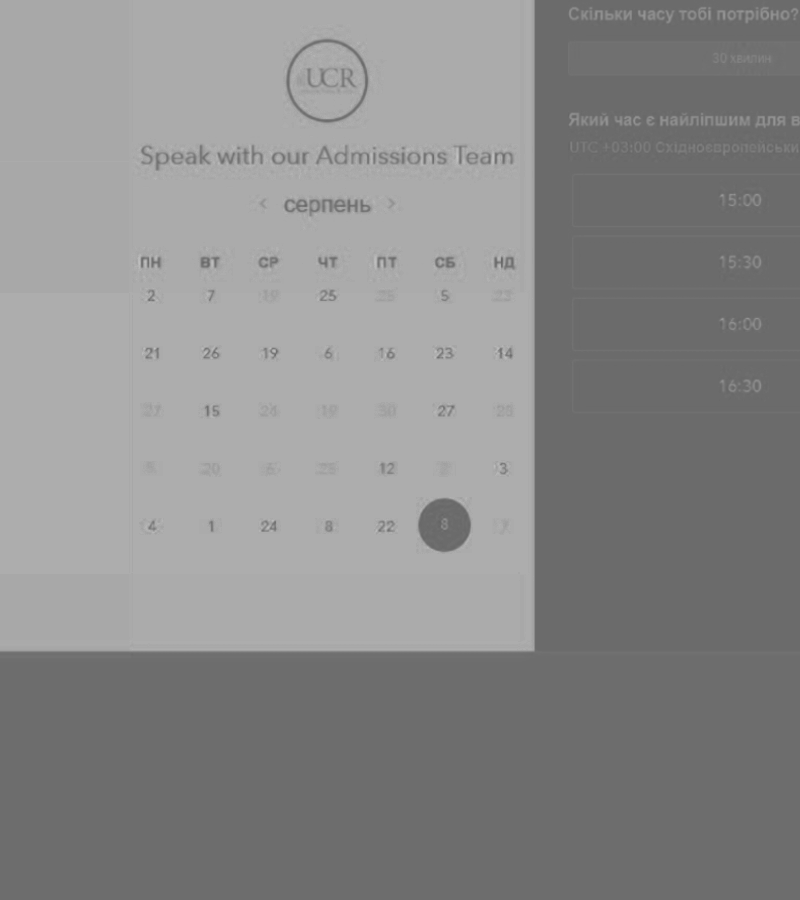 UCR
Speak with our Admissions Team
< серпень >
ПН ВТ СР ЧТ ПТ СБ НД
2 7 19 25 25 5 22
21 26 19 6 16 23 14
27 15 24 19 30 27 28
20 6 29 12 3
4 1 24 8 22 8 7
Скільки часу тобі потрібно?
30 хвилин
Який час є найліпшим для в
UTC +03:00 Східноєвропейськи
15:00
15:30
16:00
16:30